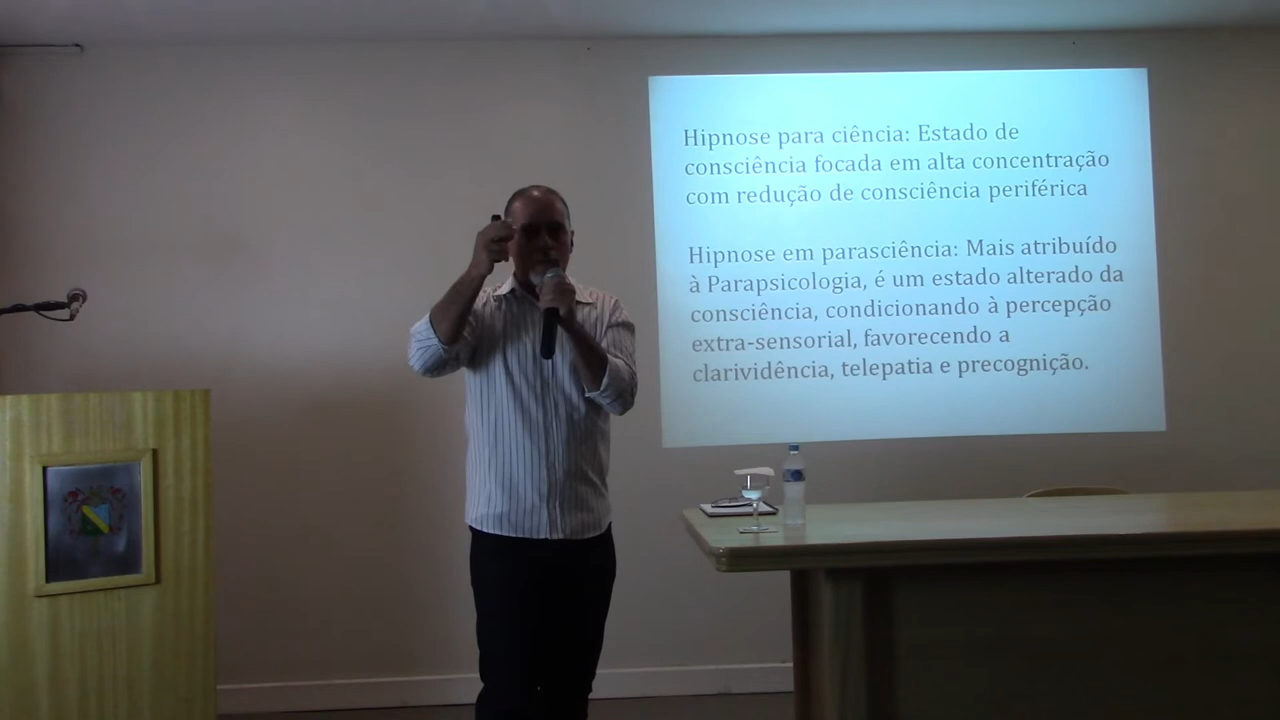 Hipnose para ciência: Estado de
consciência focada em alta concentração
com redução de consciência periférica
Hipnose em parasciência: Mais atribuído
à Parapsicologia, é um estado alterado da
consciência, condicionando à percepção
extra-sensorial, favorecendo a
clarividência, telepatia e precognição.